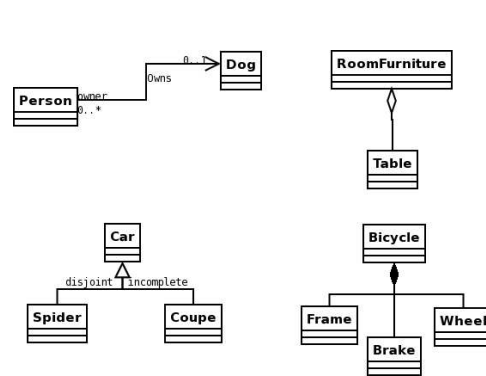 0..1
Dog
Owns
RoomFurniture
Person
owner
0..*
Table
Car
disjoint incomplete
Spider
Coupe
Bicycle
Frame
Brake
Wheel